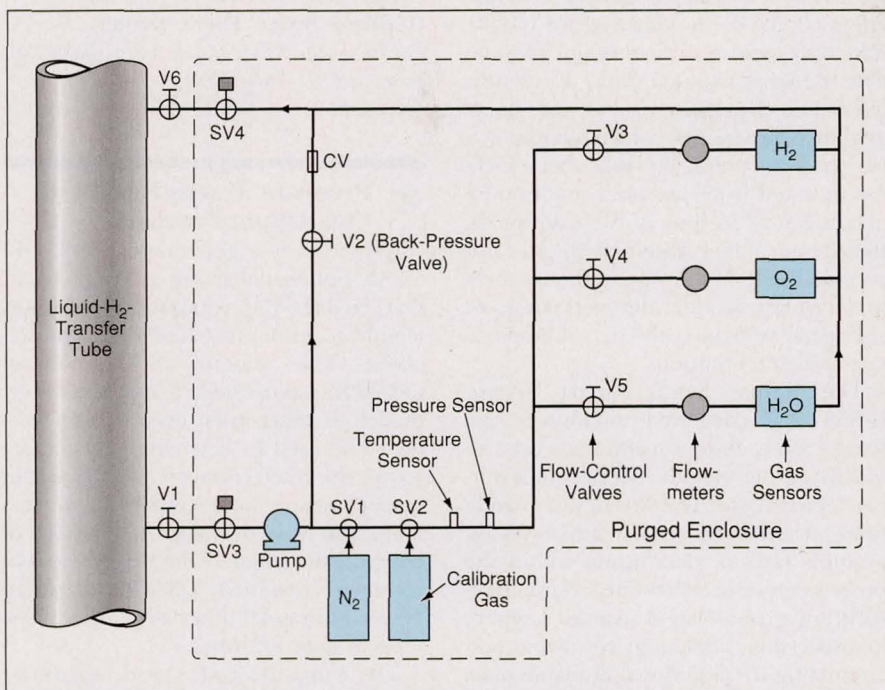 V6
SV4
V3
H₂
CV
V2 (Back-Pressure
Valve)
V4
O₂
Liquid-H₂-
Transfer
Tube
V5
H₂O
Pressure Sensor
Temperature
Sensor
Flow-Control
Valves
Flow-
meters
Gas
Sensors
Purged Enclosure
V1
SV3
Pump
SV1
SV2
N₂
Calibration
Gas